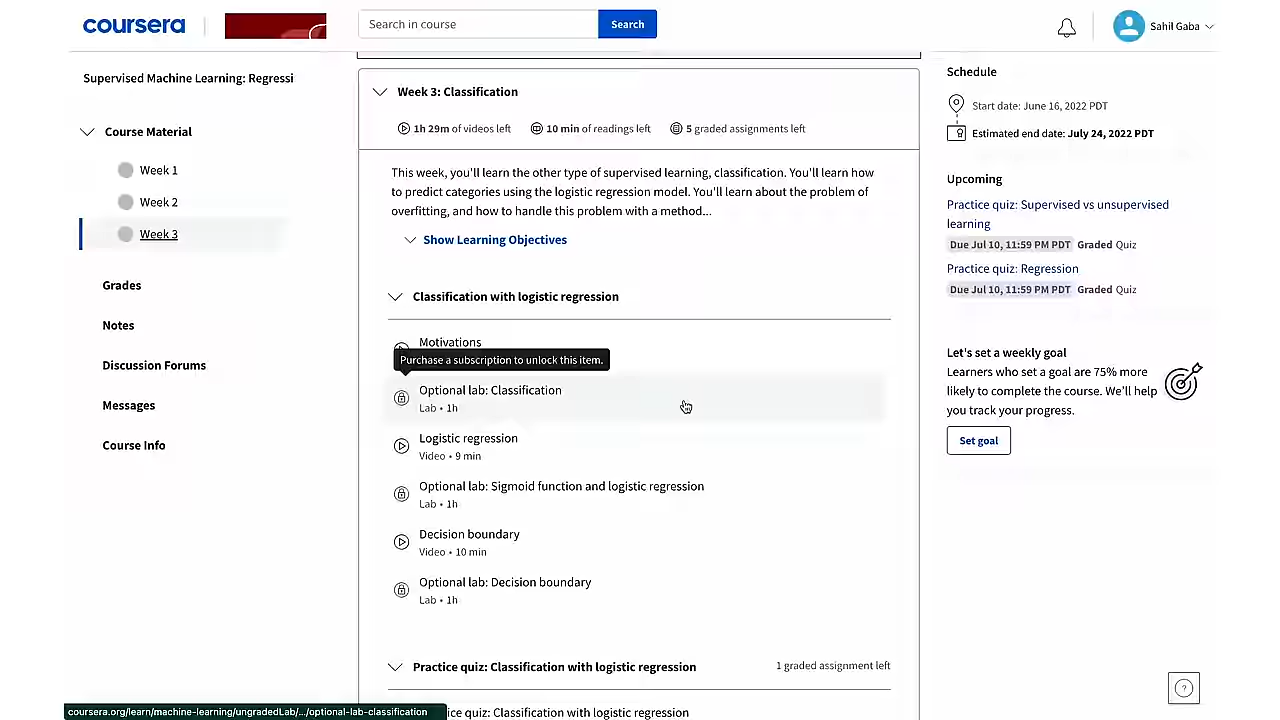 coursera
Search in course
Search
Sahil Gaba
Supervised Machine Learning: Regressi
Course Material
Week 1
Week 2
Week 3
Grades
Notes
Discussion Forums
Messages
Course Info
Week 3: Classification
1h 29m of videos left
10 min of readings left
5 graded assignments left
This week, you'll learn the other type of supervised learning, classification. You'll learn how
to predict categories using the logistic regression model. You'll learn about the problem of
overfitting, and how to handle this problem with a method...
Show Learning Objectives
Classification with logistic regression
Motivations
Purchase a subscription to unlock this item.
Optional lab: Classification
Lab • 1h
Logistic regression
Video • 9 min
Optional lab: Sigmoid function and logistic regression
Lab • 1h
Decision boundary
Video • 10 min
Optional lab: Decision boundary
Lab • 1h
Practice quiz: Classification with logistic regression
1 graded assignment left
ice quiz: Classification with logistic regression
Schedule
Start date: June 16, 2022 PDT
Estimated end date: July 24, 2022 PDT
Upcoming
Practice quiz: Supervised vs unsupervised
learning
Due Jul 10, 11:59 PM PDT Graded Quiz
Practice quiz: Regression
Due Jul 10, 11:59 PM PDT Graded Quiz
Let's set a weekly goal
Learners who set a goal are 75% more
likely to complete the course. We'll help
you track your progress.
Set goal
?
coursera.org/learn/machine-learning/ungradedLab/.../optional-lab-classification